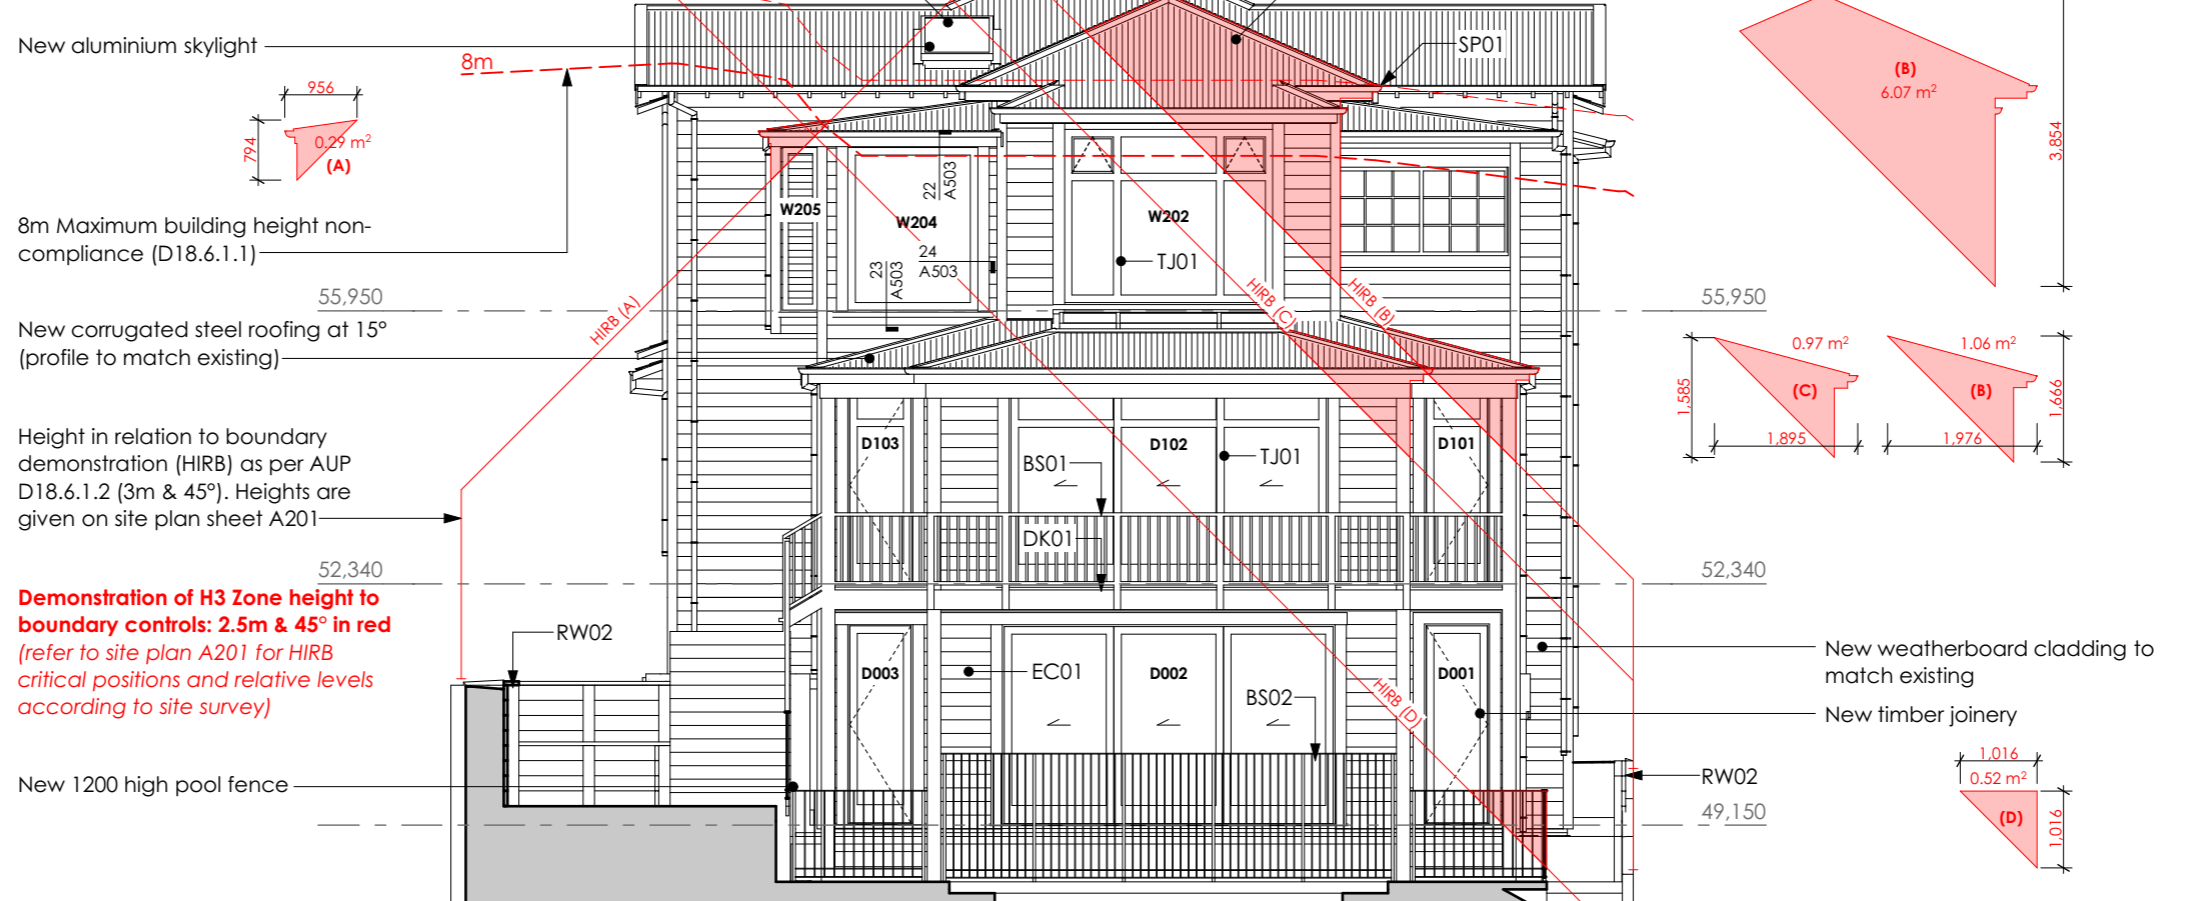 New aluminium skylight
8m
SP01
956
794
0.29 m²
(A)
(B)
6.07 m²
3,854
8m Maximum building height non-
compliance (D18.6.1.1)
W205
W204
W202
22
A503
24
A503
23
A503
TJ01
55,950
55,950
HIRB (A)
HIRB (C)
HIRB (B)
New corrugated steel roofing at 15°
(profile to match existing)
0.97 m²
(C)
1,585
1,895
1.06 m²
(B)
1,666
1,976
Height in relation to boundary
demonstration (HIRB) as per AUP
D18.6.1.2 (3m & 45°). Heights are
given on site plan sheet A201
D103
D102
D101
BS01
TJ01
DK01
52,340
52,340
Demonstration of H3 Zone height to
boundary controls: 2.5m & 45° in red
(refer to site plan A201 for HIRB
critical positions and relative levels
according to site survey)
RW02
EC01
D003
D002
D001
BS02
HIRB (D)
New weatherboard cladding to
match existing
New timber joinery
New 1200 high pool fence
RW02
49,150
1,016
0.52 m²
(D)
1,016